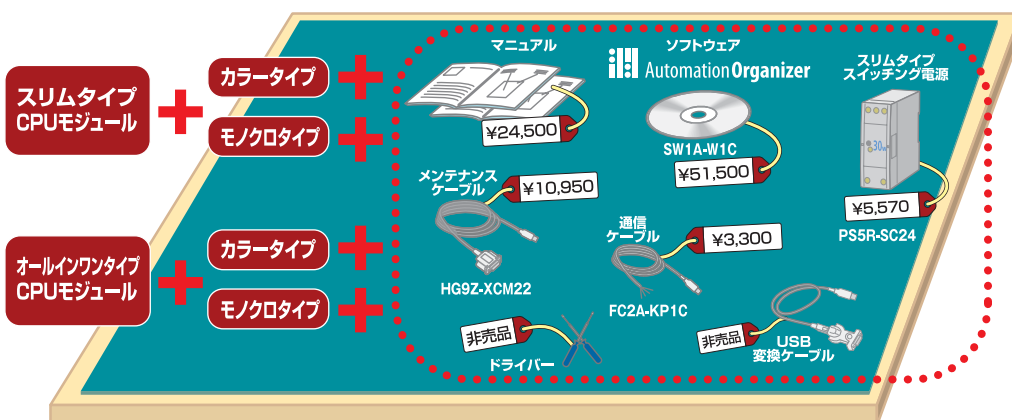 スリムタイプ
CPUモジュール
カラータイプ
モノクロタイプ
オールインワンタイプ
CPUモジュール
カラータイプ
モノクロタイプ
マニュアル
¥24,500
ソフトウェア
Automation Organizer
SW1A-W1C
¥51,500
スリムタイプ
スイッチング電源
30W
¥5,570
PS5R-SC24
メンテナンス
ケーブル
¥10,950
HG9Z-XCM22
通信
ケーブル
¥3,300
FC2A-KP1C
非売品
ドライバー
非売品
USB
変換ケーブル